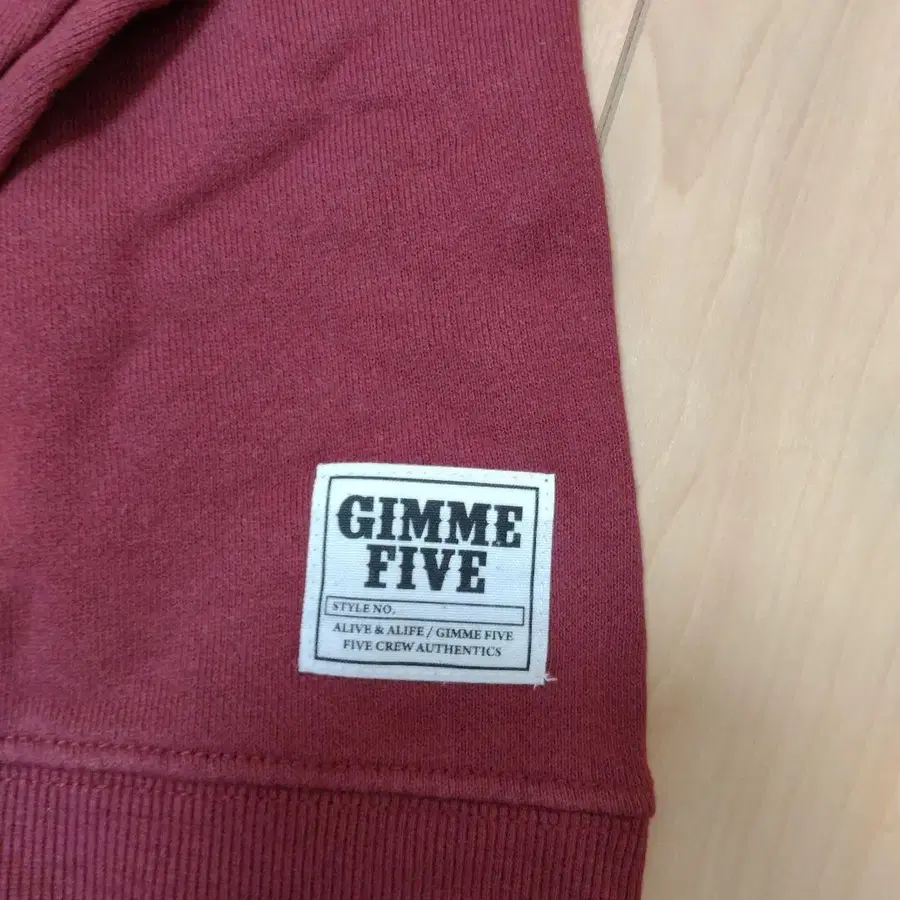 GIMME
FIVE
STYLE NO.
ALIVE & ALIFE / GIMME FIVE
FIVE CREW AUTHENTICS